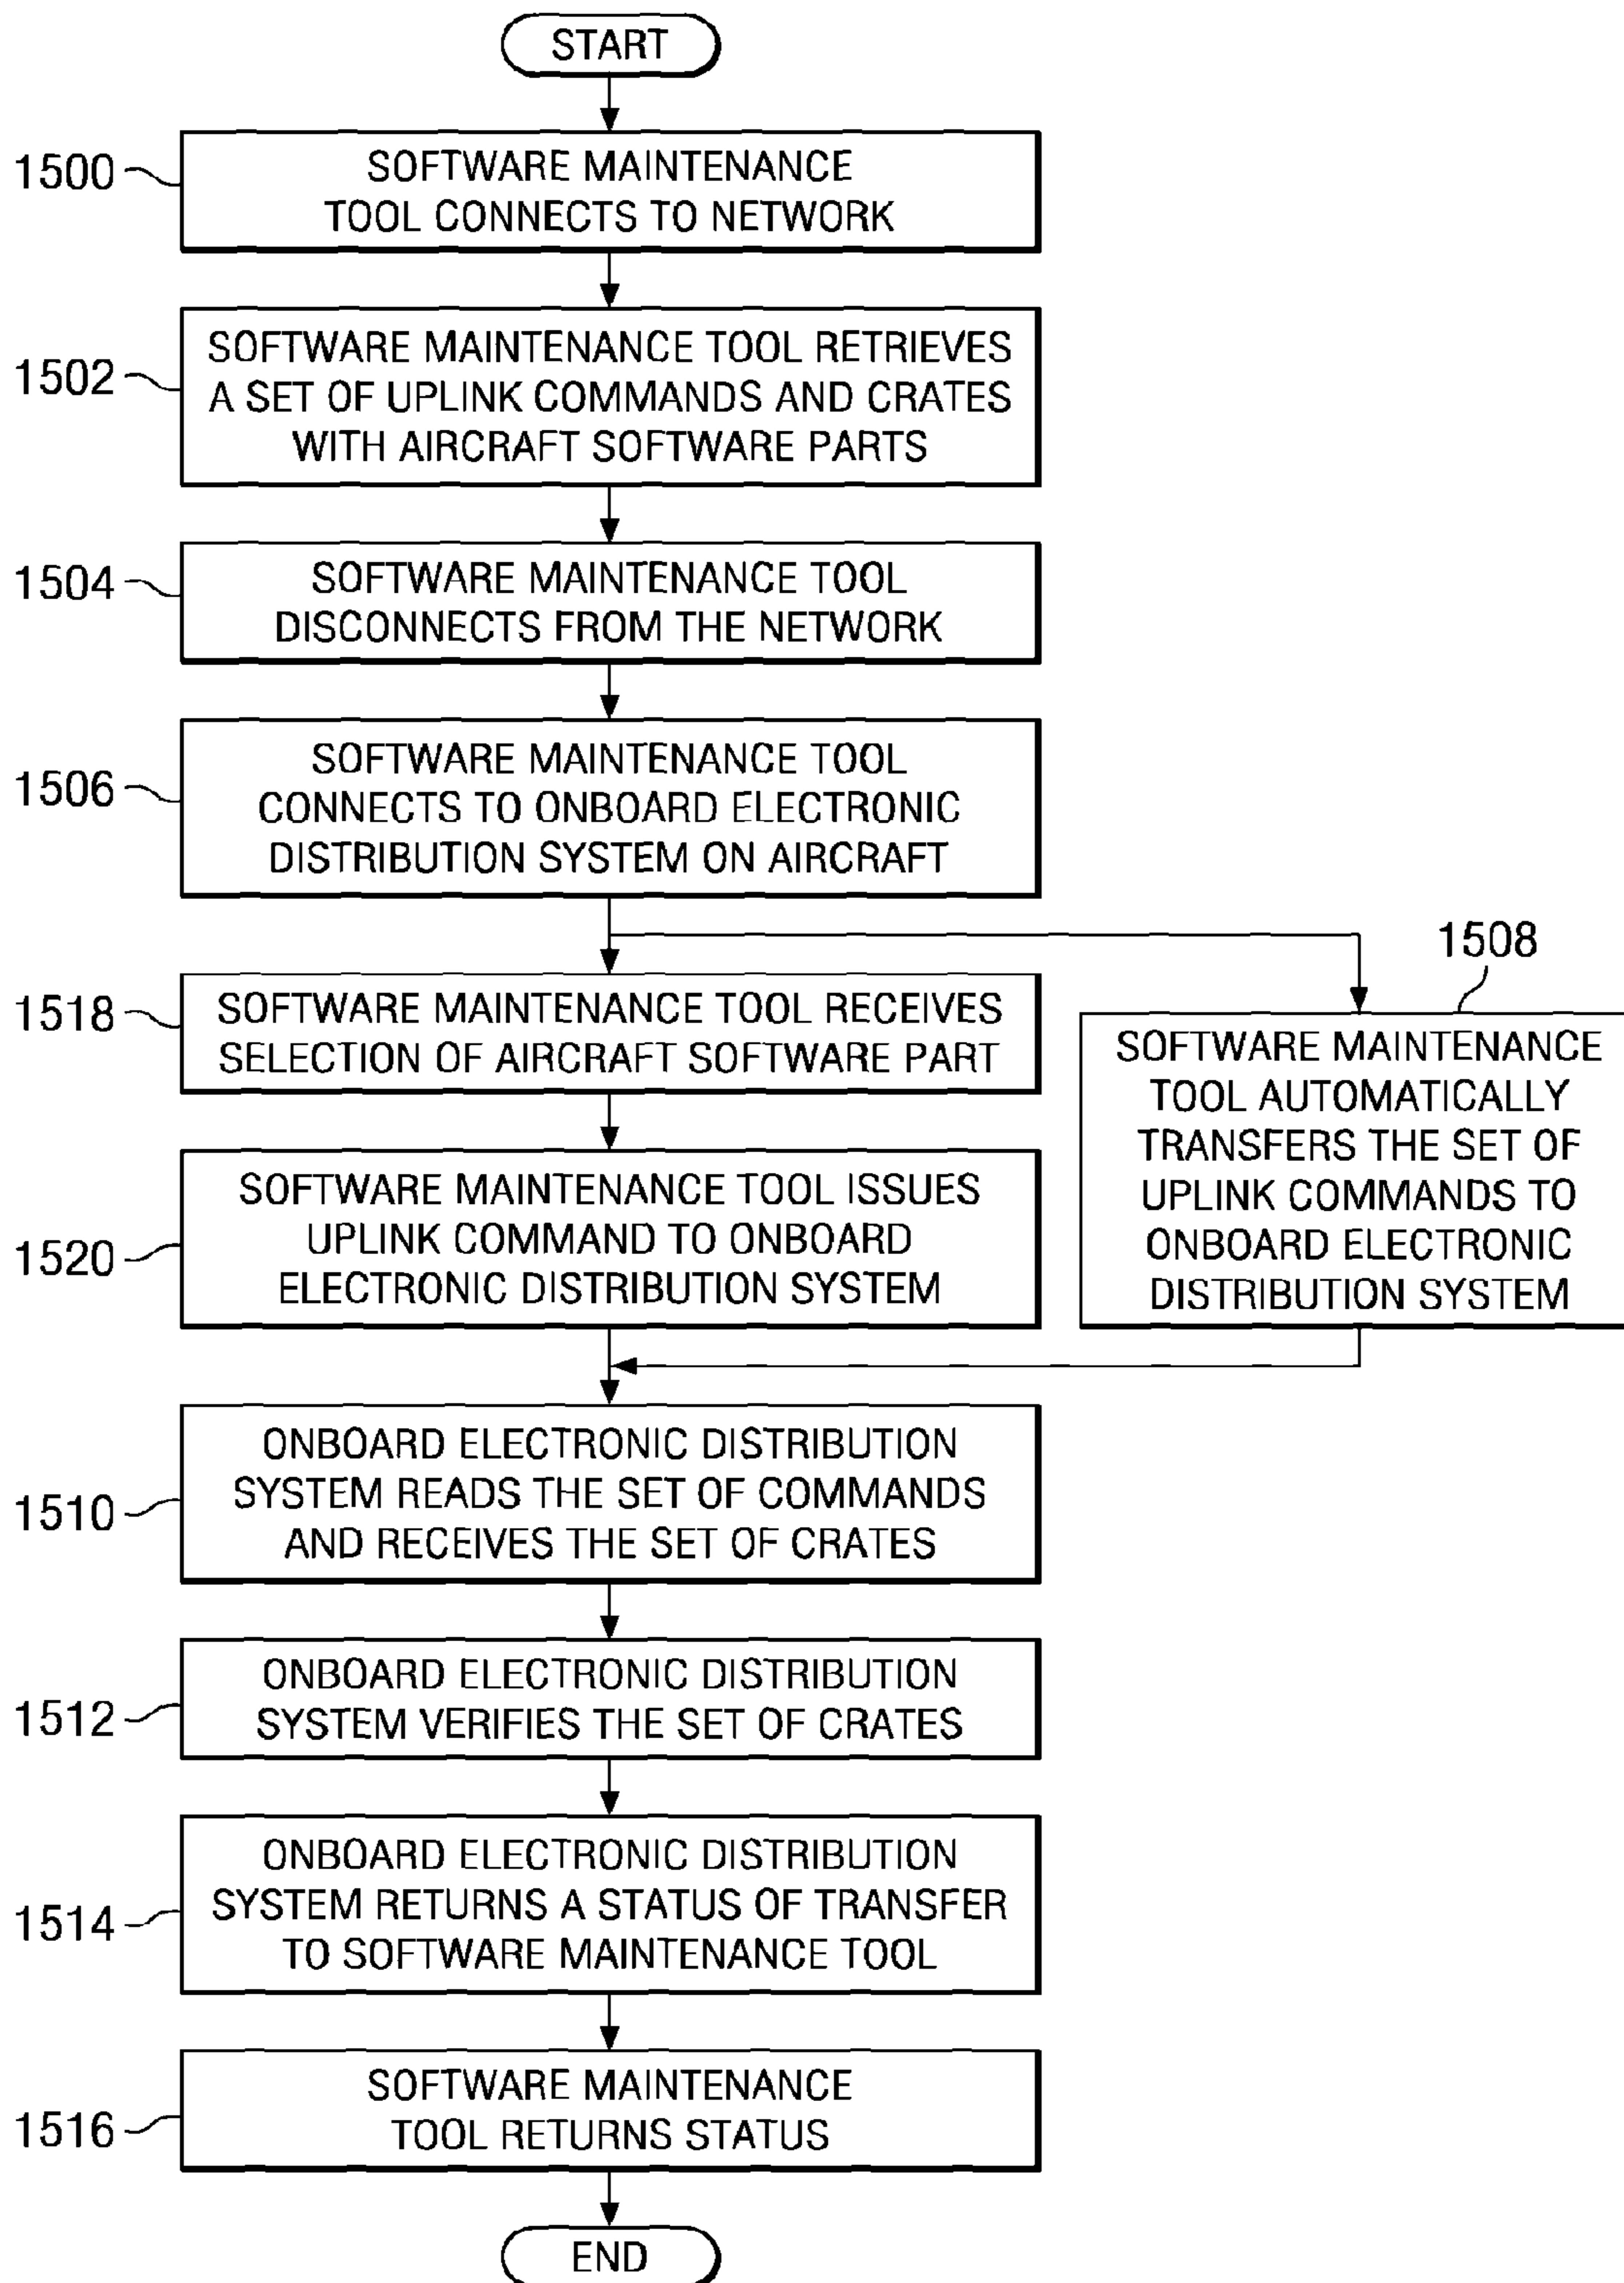 START
1500
SOFTWARE MAINTENANCE
TOOL CONNECTS TO NETWORK
1502
SOFTWARE MAINTENANCE TOOL RETRIEVES
A SET OF UPLINK COMMANDS AND CRATES
WITH AIRCRAFT SOFTWARE PARTS
1504
SOFTWARE MAINTENANCE TOOL
DISCONNECTS FROM THE NETWORK
1506
SOFTWARE MAINTENANCE TOOL
CONNECTS TO ONBOARD ELECTRONIC
DISTRIBUTION SYSTEM ON AIRCRAFT
1518
SOFTWARE MAINTENANCE TOOL RECEIVES
SELECTION OF AIRCRAFT SOFTWARE PART
1520
SOFTWARE MAINTENANCE TOOL ISSUES
UPLINK COMMAND TO ONBOARD
ELECTRONIC DISTRIBUTION SYSTEM
1508
SOFTWARE MAINTENANCE
TOOL AUTOMATICALLY
TRANSFERS THE SET OF
UPLINK COMMANDS TO
ONBOARD ELECTRONIC
DISTRIBUTION SYSTEM
1510
ONBOARD ELECTRONIC DISTRIBUTION
SYSTEM READS THE SET OF COMMANDS
AND RECEIVES THE SET OF CRATES
1512
ONBOARD ELECTRONIC DISTRIBUTION
SYSTEM VERIFIES THE SET OF CRATES
1514
ONBOARD ELECTRONIC DISTRIBUTION
SYSTEM RETURNS A STATUS OF TRANSFER
TO SOFTWARE MAINTENANCE TOOL
1516
SOFTWARE MAINTENANCE
TOOL RETURNS STATUS
END